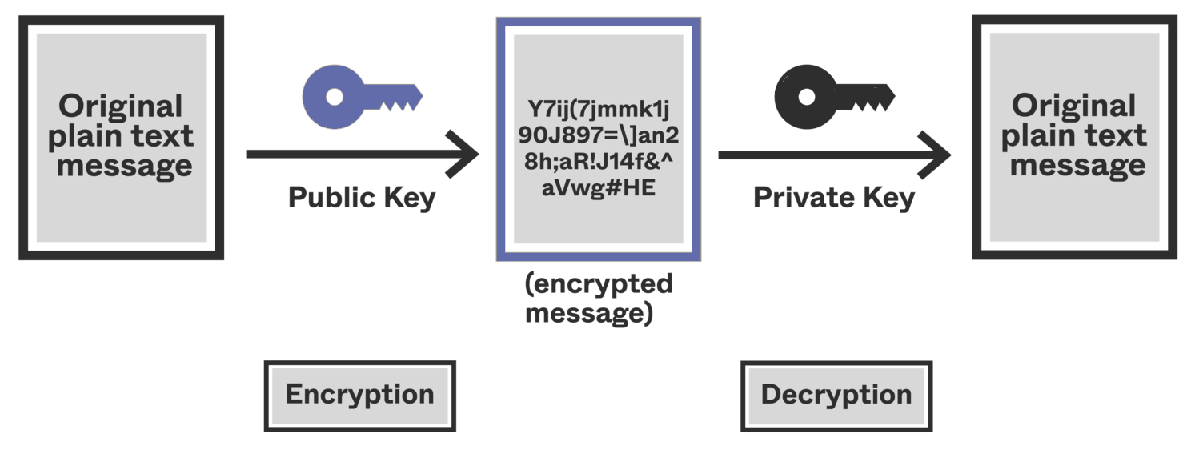 Original
plain text
message
Public Key
Y7ij(7jmmk1j
90J897=\]an2
8h;aR!J14f&^
aVwg#HE
(encrypted
message)
Private Key
Original
plain text
message
Encryption
Decryption